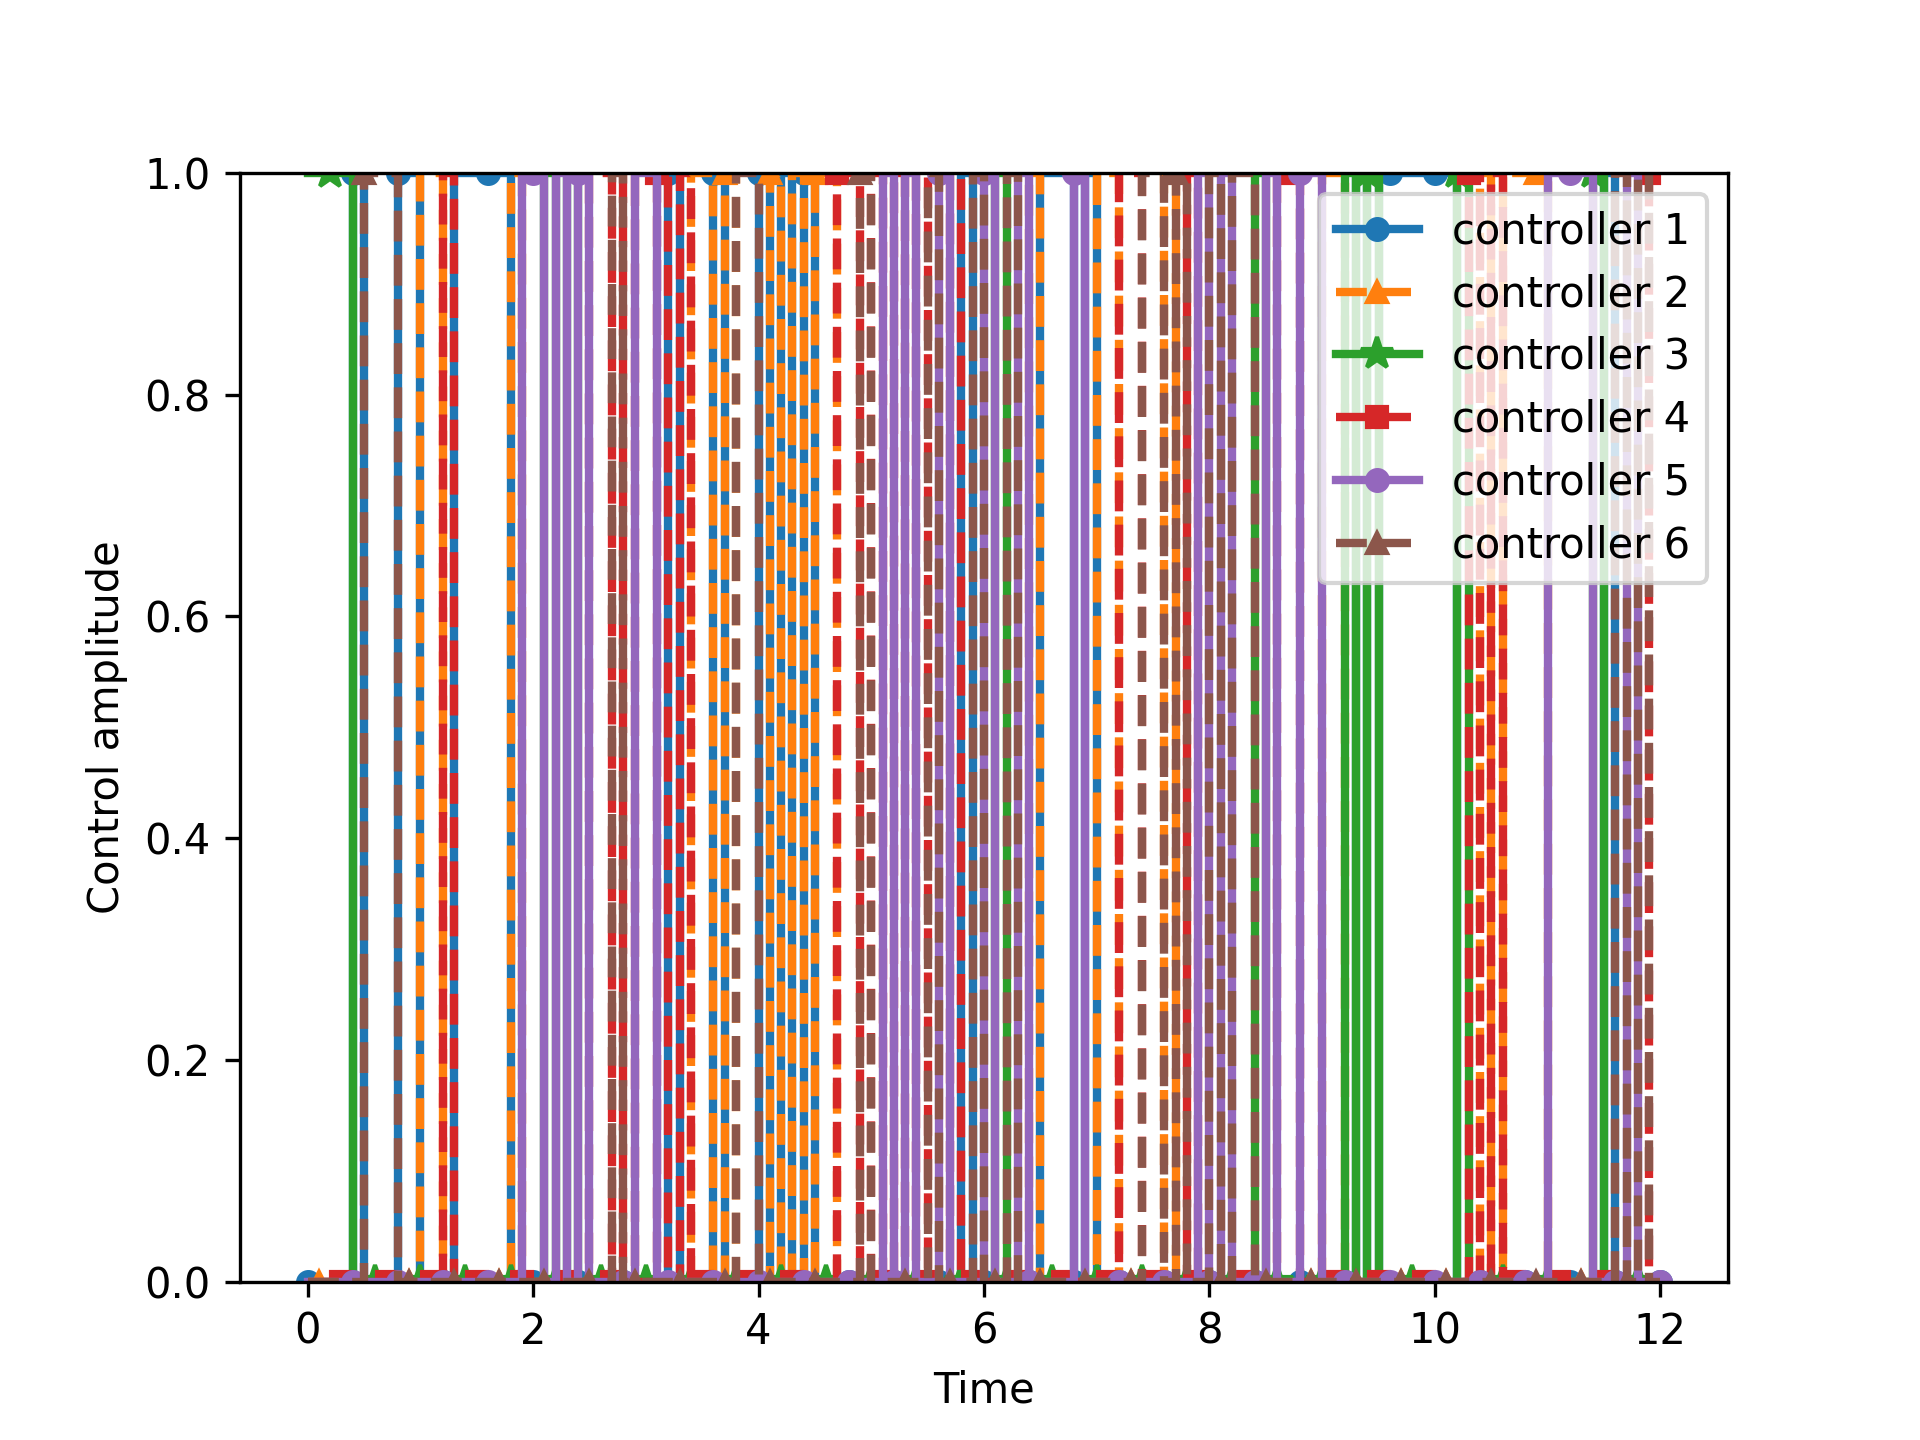 1.0
0.8
0.6
0.4
0.2
0.0
Control amplitude
controller 1
controller 2
controller 3
controller 4
controller 5
controller 6
0 2 4 6 8 10 12
Time